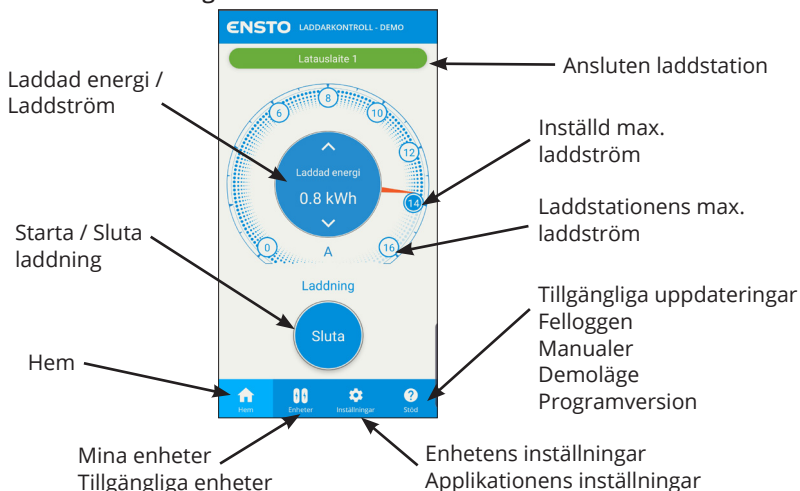 ENSTO LADDARKONTROLL - DEMO
Latauslaite 1
Ansluten laddstation
Laddad energi /
Laddström
6
8
10
12
14
16
0
A
Laddad energi
0.8 kWh
Inställd max.
laddström
Laddstationens max.
laddström
Starta / Sluta
laddning
Laddning
Sluta
Tillgängliga uppdateringar
Felloggen
Manualer
Demoläge
Programversion
Hem
Hem
Enheter
Inställningar
Stöd
Mina enheter
Tillgängliga enheter
Enhetens inställningar
Applikationens inställningar